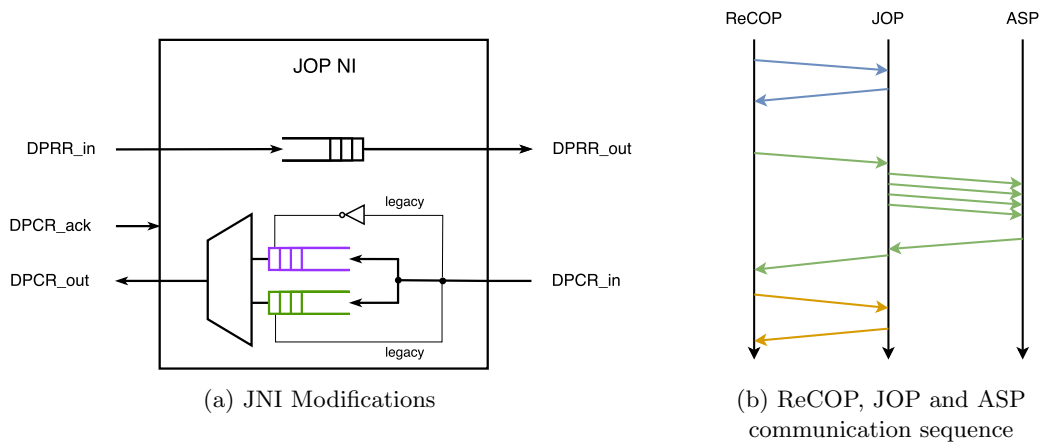 JOP NI
DPRR_in
DPRR_out
legacy
DPCR_ack
DPCR_out
DPCR_in
legacy
(a) JNI Modifications
ReCOP
JOP
ASP
(b) ReCOP, JOP and ASP
communication sequence